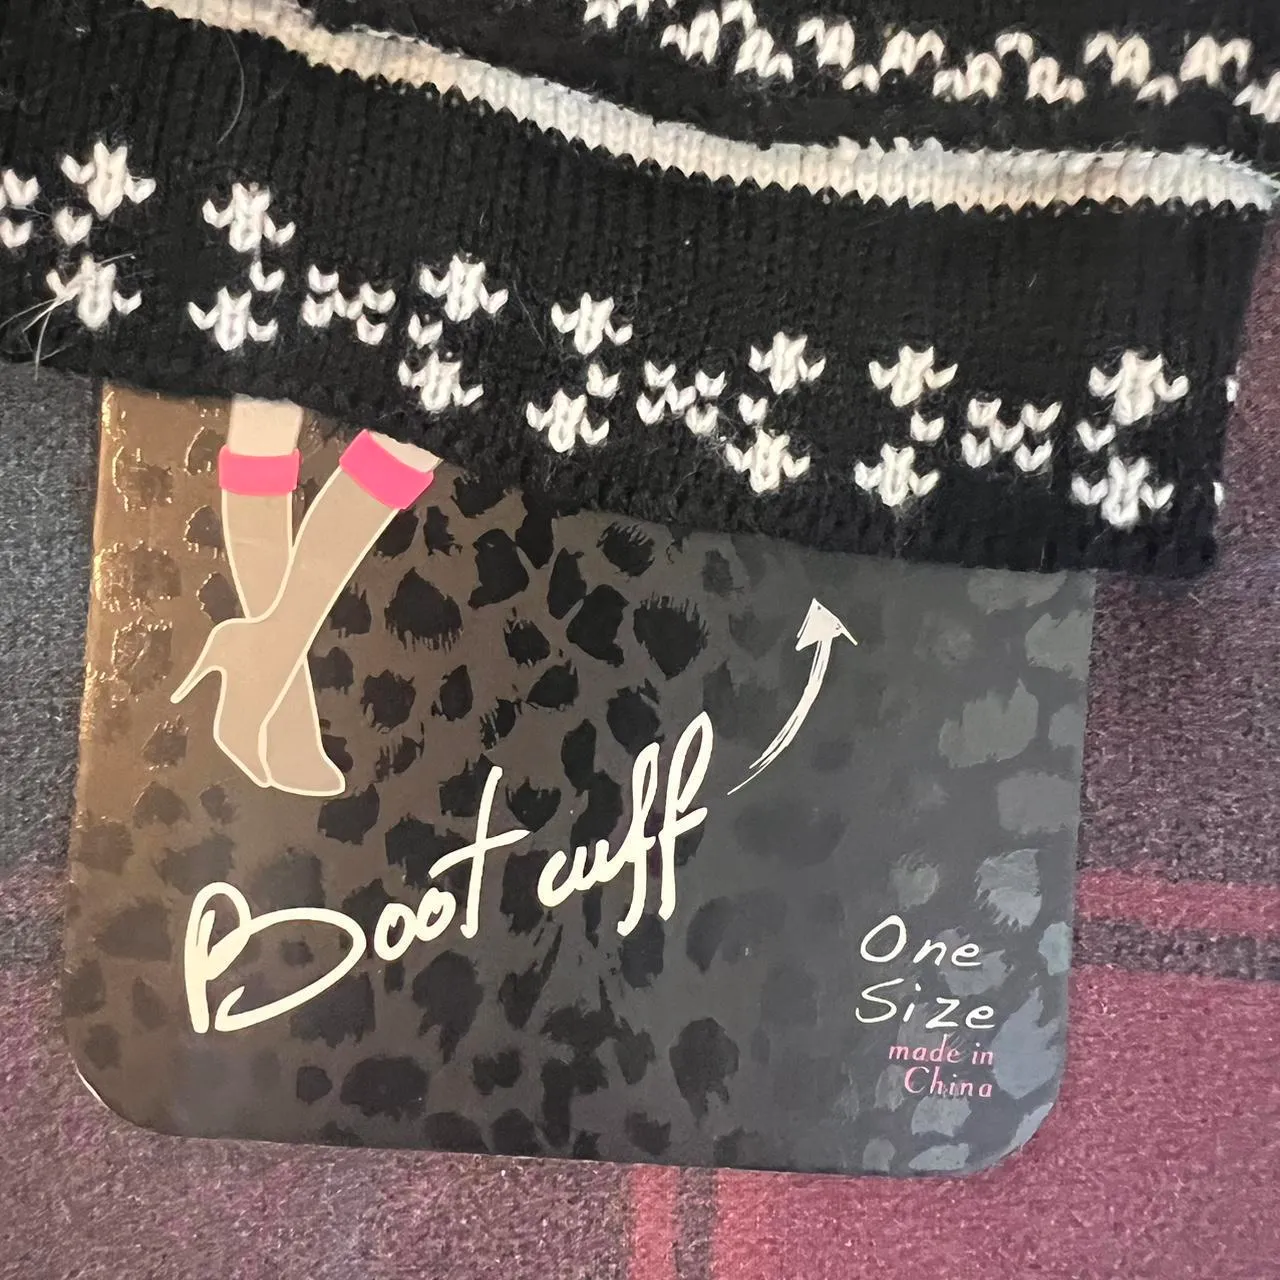 Boot cuff
One
Size
made in
China